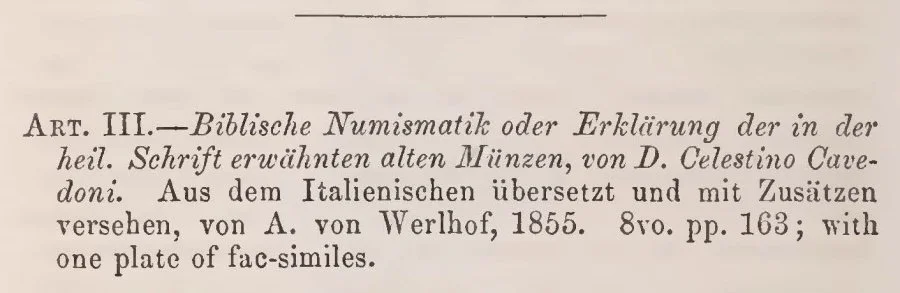 Art. III.—Biblische Numismatik oder Erklärung der in der
heil. Schrift erwähnten alten Münzen, von D. Celestino Cave-
doni. Aus dem Italienischen übersetzt und mit Zusätzen
versehen, von A. von Werlhof, 1855. 8vo. pp. 163; with
one plate of fac-similes.